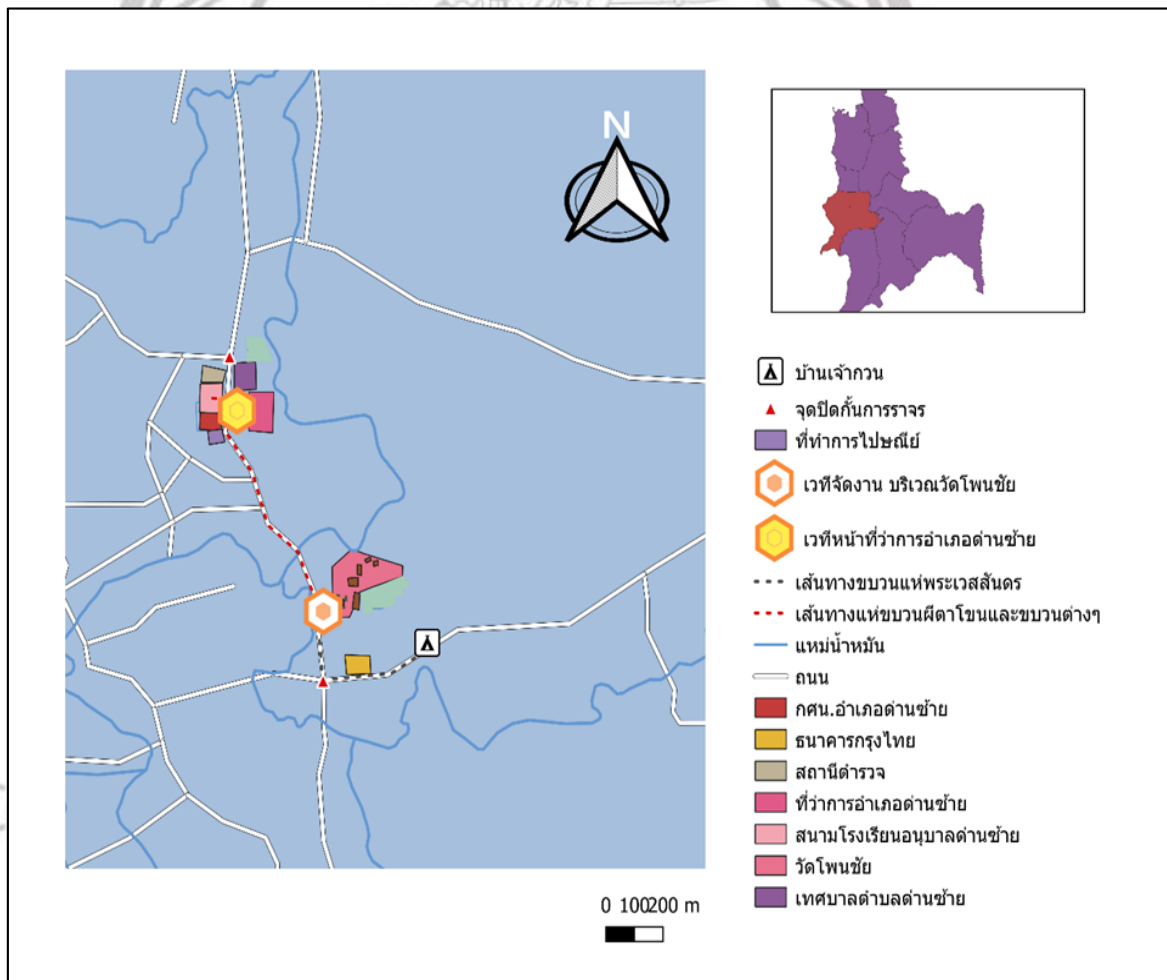 N
บ้านเจ้ากวน
จุดปิดกั้นการราจร
ที่ทำการไปษณีย์
เวทีจัดงาน บริเวณวัดโพนชัย
เวทีหน้าที่ว่าการอำเภอด่านซ้าย
เส้นทางขบวนแห่พระเวสสันดร
เส้นทางแห่ขบวนผีตาโขนและขบวนต่างๆ
แหม่น้ำหมัน
ถนน
กศน.อำเภอด่านซ้าย
ธนาคารกรุงไทย
สถานีตำรวจ
ที่ว่าการอำเภอด่านซ้าย
สนามโรงเรียนอนุบาลด่านซ้าย
วัดโพนชัย
เทศบาลตำบลด่านซ้าย
0 100200 m